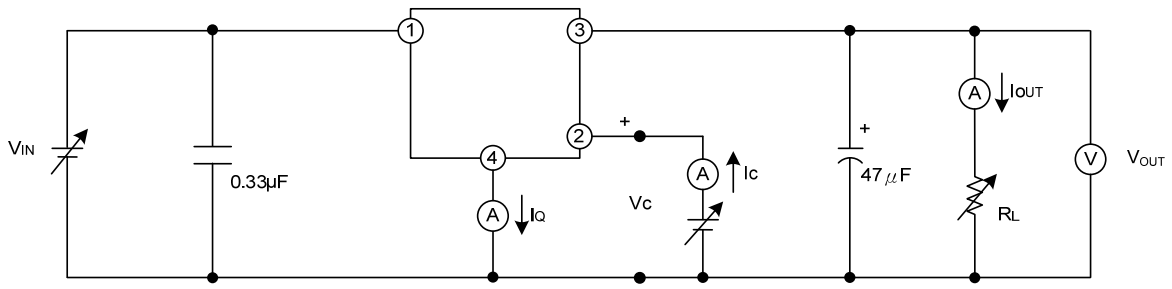 1
3
A
IOUT
+
+
2
VIN
4
A
IC
V
VOUT
0.33μF
VC
47μF
A
IQ
RL